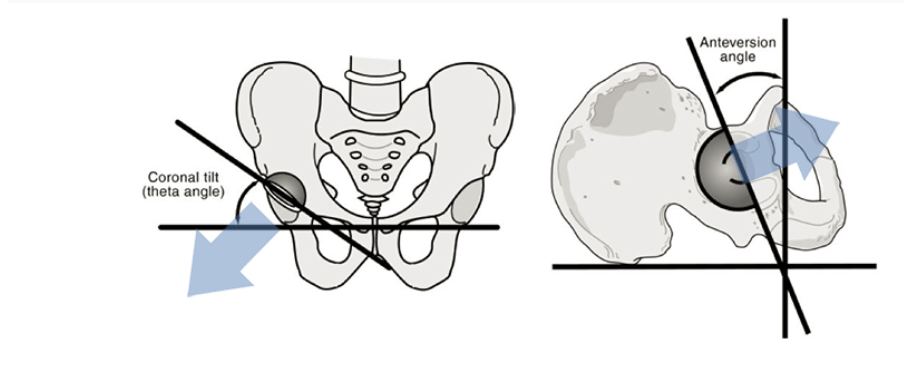 Coronal tilt
(theta angle)
Anteversion
angle